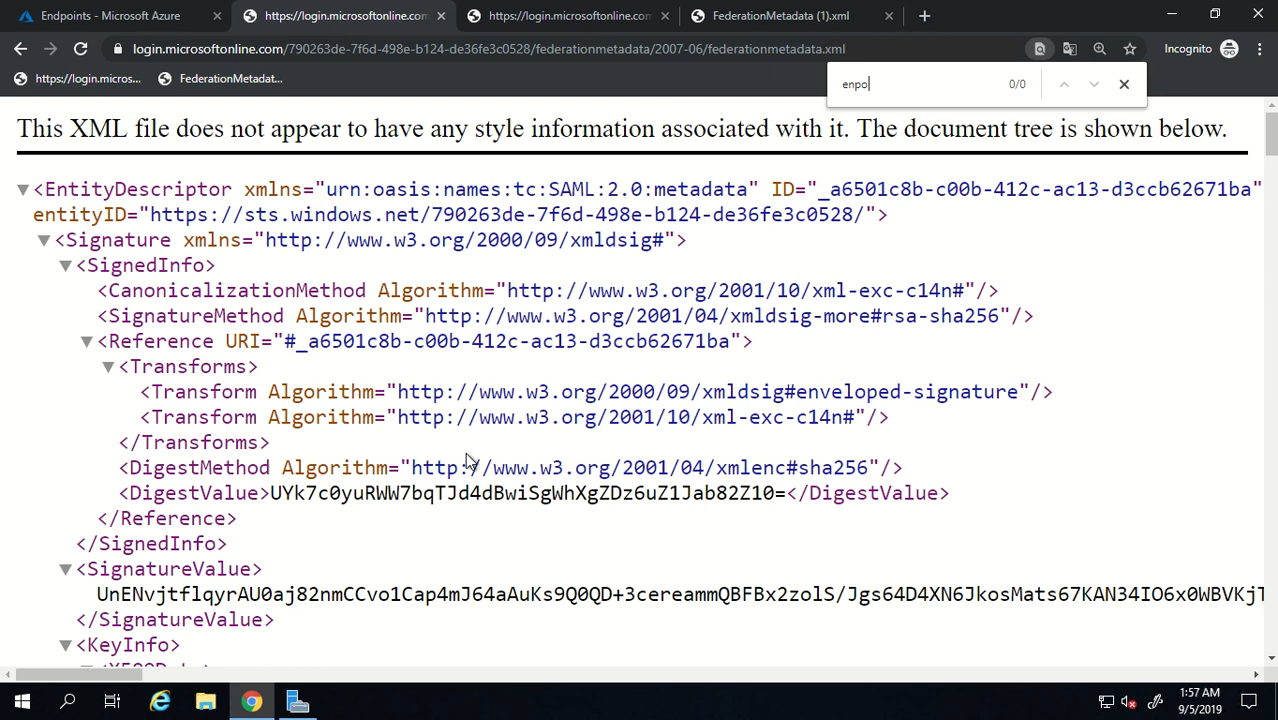 Endpoints - Microsoft Azure
https://login.microsoftonline.com
https://login.microsoftonline.com
FederationMetadata (1).xml
login.microsoftonline.com/790263de-7f6d-498e-b124-de36fe3c0528/federationmetadata/2007-06/federationmetadata.xml
Incognito
https://login.micros...
FederationMetadat...
enpo
0/0
This XML file does not appear to have any style information associated with it. The document tree is shown below.
<EntityDescriptor xmlns="urn:oasis:names:tc:SAML:2.0:metadata" ID="_a6501c8b-c00b-412c-ac13-d3ccb62671ba"
entityID="https://sts.windows.net/790263de-7f6d-498e-b124-de36fe3c0528/">
<Signature xmlns="http://www.w3.org/2000/09/xmldsig#">
<SignedInfo>
<CanonicalizationMethod Algorithm="http://www.w3.org/2001/10/xml-exc-c14n#"/>
<SignatureMethod Algorithm="http://www.w3.org/2001/04/xmldsig-more#rsa-sha256"/>
<Reference URI="#_a6501c8b-c00b-412c-ac13-d3ccb62671ba">
<Transforms>
<Transform Algorithm="http://www.w3.org/2000/09/xmldsig#enveloped-signature"/>
<Transform Algorithm="http://www.w3.org/2001/10/xml-exc-c14n#"/>
</Transforms>
<DigestMethod Algorithm="http://www.w3.org/2001/04/xmlenc#sha256"/>
<DigestValue>UYk7c0yuRWW7bqTJd4dBwiSgWhXgZDz6uZ1Jab82Z10=</DigestValue>
</Reference>
</SignedInfo>
<SignatureValue>
UnENvjtflqyrAU0aj82nmCCvo1Cap4mJ64aAuKs9Q0QD+3cereammQBFBx2zolS/Jgs64D4XN6JkosMats67KAN34IO6x0WBVKjT
</SignatureValue>
<KeyInfo>
<X509Data>
1:57 AM
9/5/2019